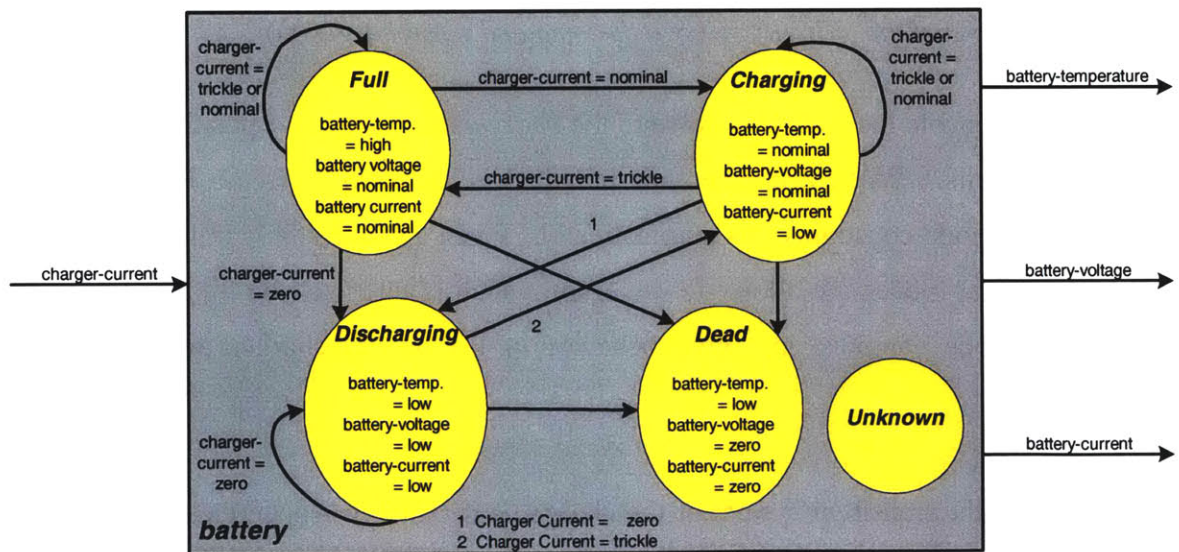 charger-
current =
trickle or
nominal
Full
battery-temp.
= high
battery voltage
= nominal
battery current
= nominal
charger-current = nominal
Charging
battery-temp.
= nominal
battery-voltage
= nominal
battery-current
= low
charger-
current =
trickle or
nominal
battery-temperature
charger-current = trickle
1
charger-current
charger-current
= zero
battery-voltage
2
Discharging
battery-temp.
= low
battery-voltage
= low
battery-current
= low
Dead
battery-temp.
= low
battery-voltage
= zero
battery-current
= zero
Unknown
charger-
current =
zero
battery-current
battery
1 Charger Current = zero
2 Charger Current = trickle